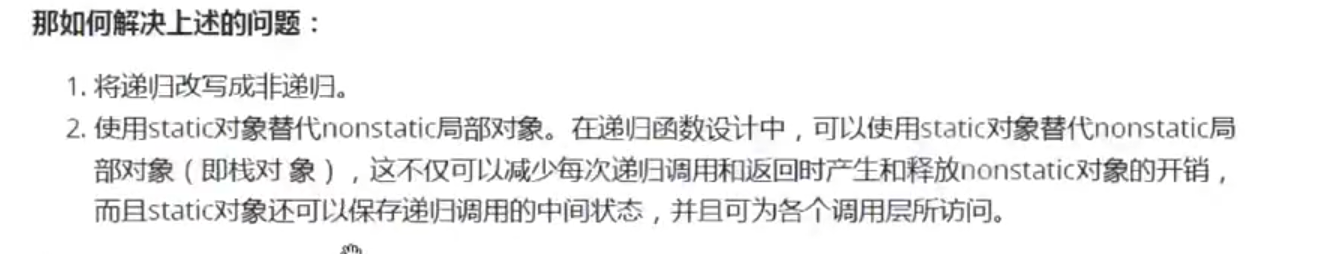 那如何解决上述的问题：
1. 将递归改写成非递归。
2. 使用static对象替代nonstatic局部对象。在递归函数设计中，可以使用static对象替代nonstatic局
部对象（即栈对 象），这不仅可以减少每次递归调用和返回时产生和释放nonstatic对象的开销，
而且static对象还可以保存递归调用的中间状态，并且可为各个调用层所访问。